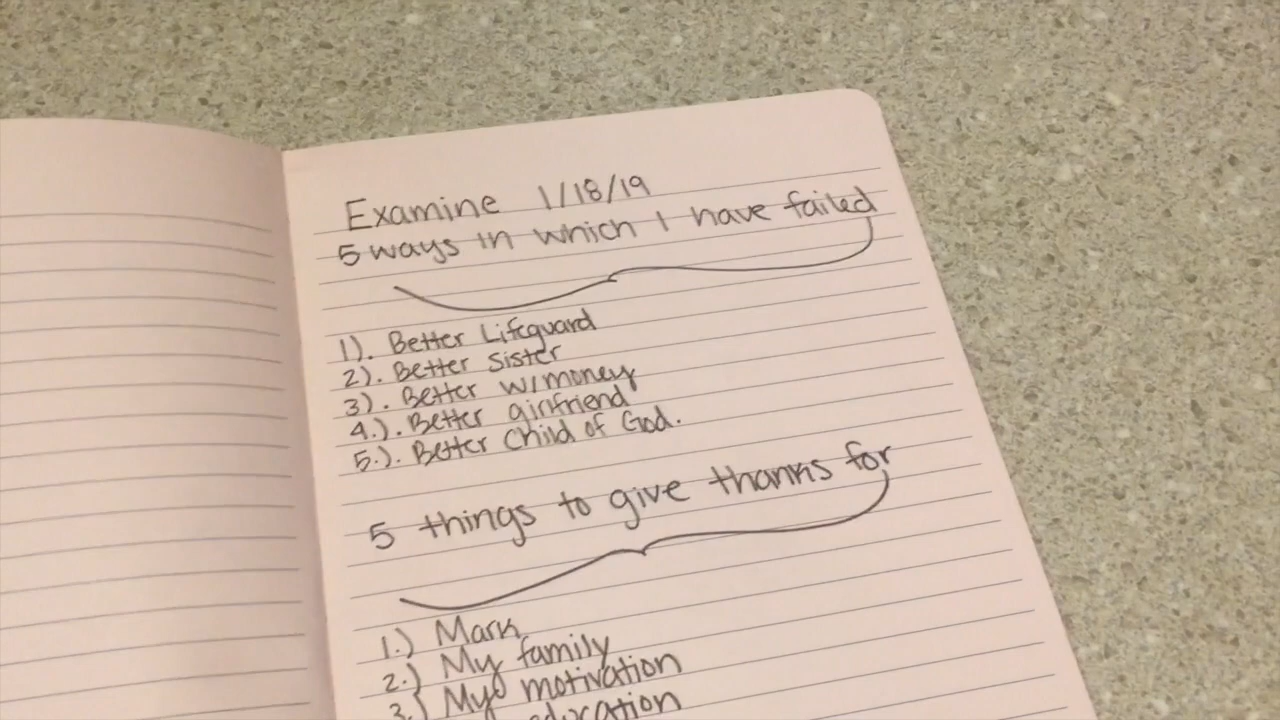 Examine 1/18/19
5 ways in which I have failed
1). Better Lifeguard
2). Better Sister
3). Better w/money
4.). Better girlfriend
5.). Better Child of God.
5 things to give thanks for
1.) Mark
2.) My family
3.) My motivation
education